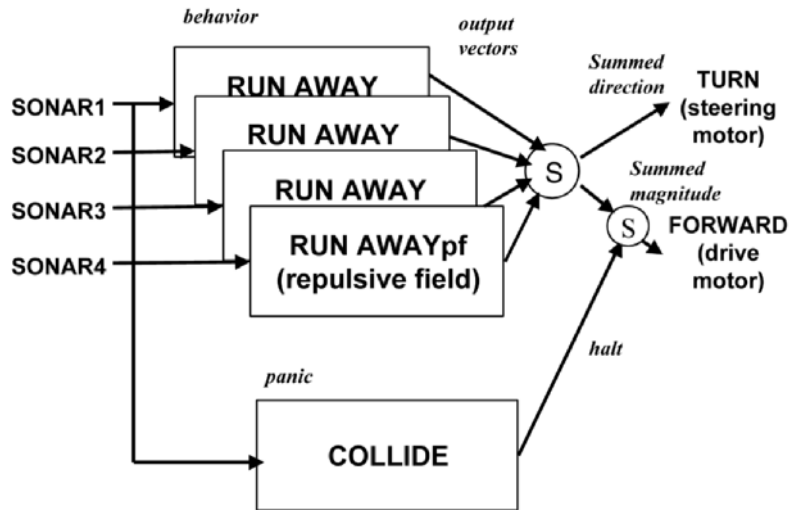 behavior
output
vectors
Summed
direction
TURN
(steering
motor)
SONAR1
RUN AWAY
SONAR2
RUN AWAY
S
Summed
magnitude
SONAR3
RUN AWAY
S
FORWARD
(drive
motor)
SONAR4
RUN AWAYpf
(repulsive field)
halt
panic
COLLIDE